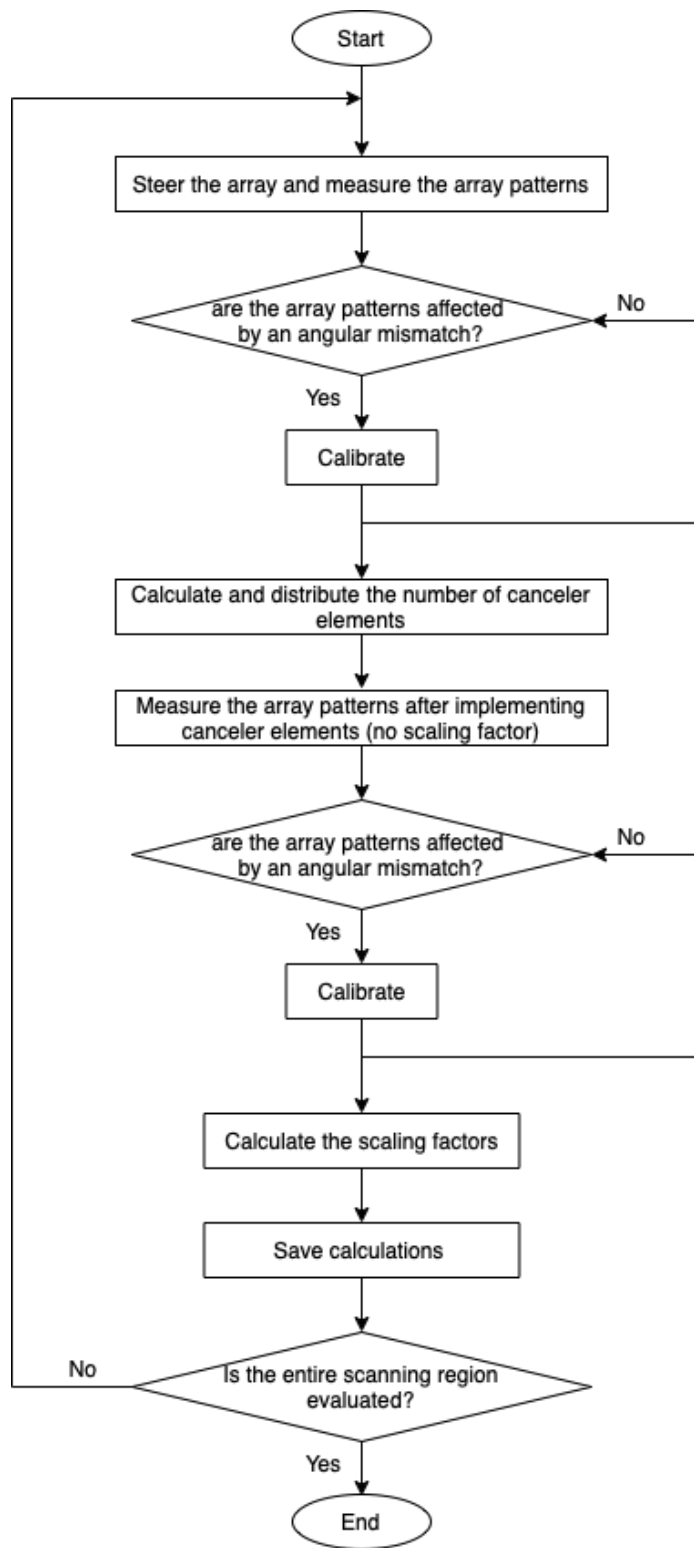 Start
Steer the array and measure the array patterns
are the array patterns affected
by an angular mismatch?
No
Yes
Calibrate
Calculate and distribute the number of canceler
elements
Measure the array patterns after implementing
canceler elements (no scaling factor)
are the array patterns affected
by an angular mismatch?
No
Yes
Calibrate
Calculate the scaling factors
Save calculations
No
Is the entire scanning region
evaluated?
Yes
End